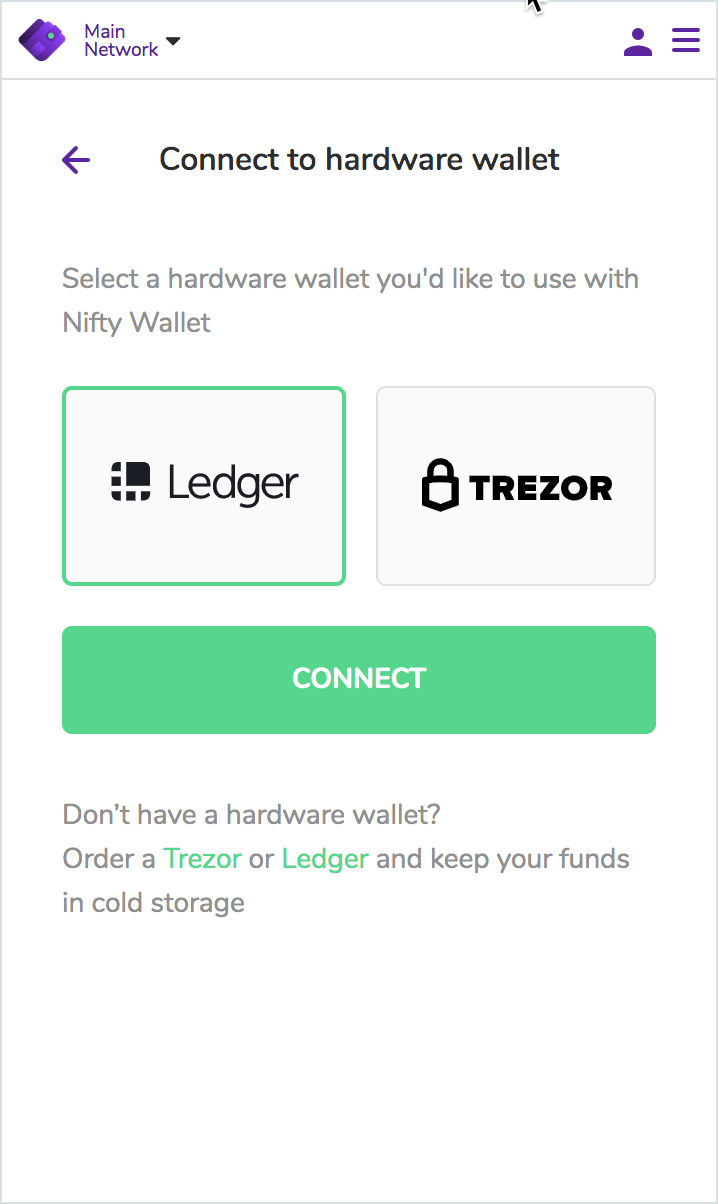 Main
Network
Connect to hardware wallet
Select a hardware wallet you'd like to use with
Nifty Wallet
Ledger
TREZOR
CONNECT
Don’t have a hardware wallet?
Order a Trezor or Ledger and keep your funds
in cold storage